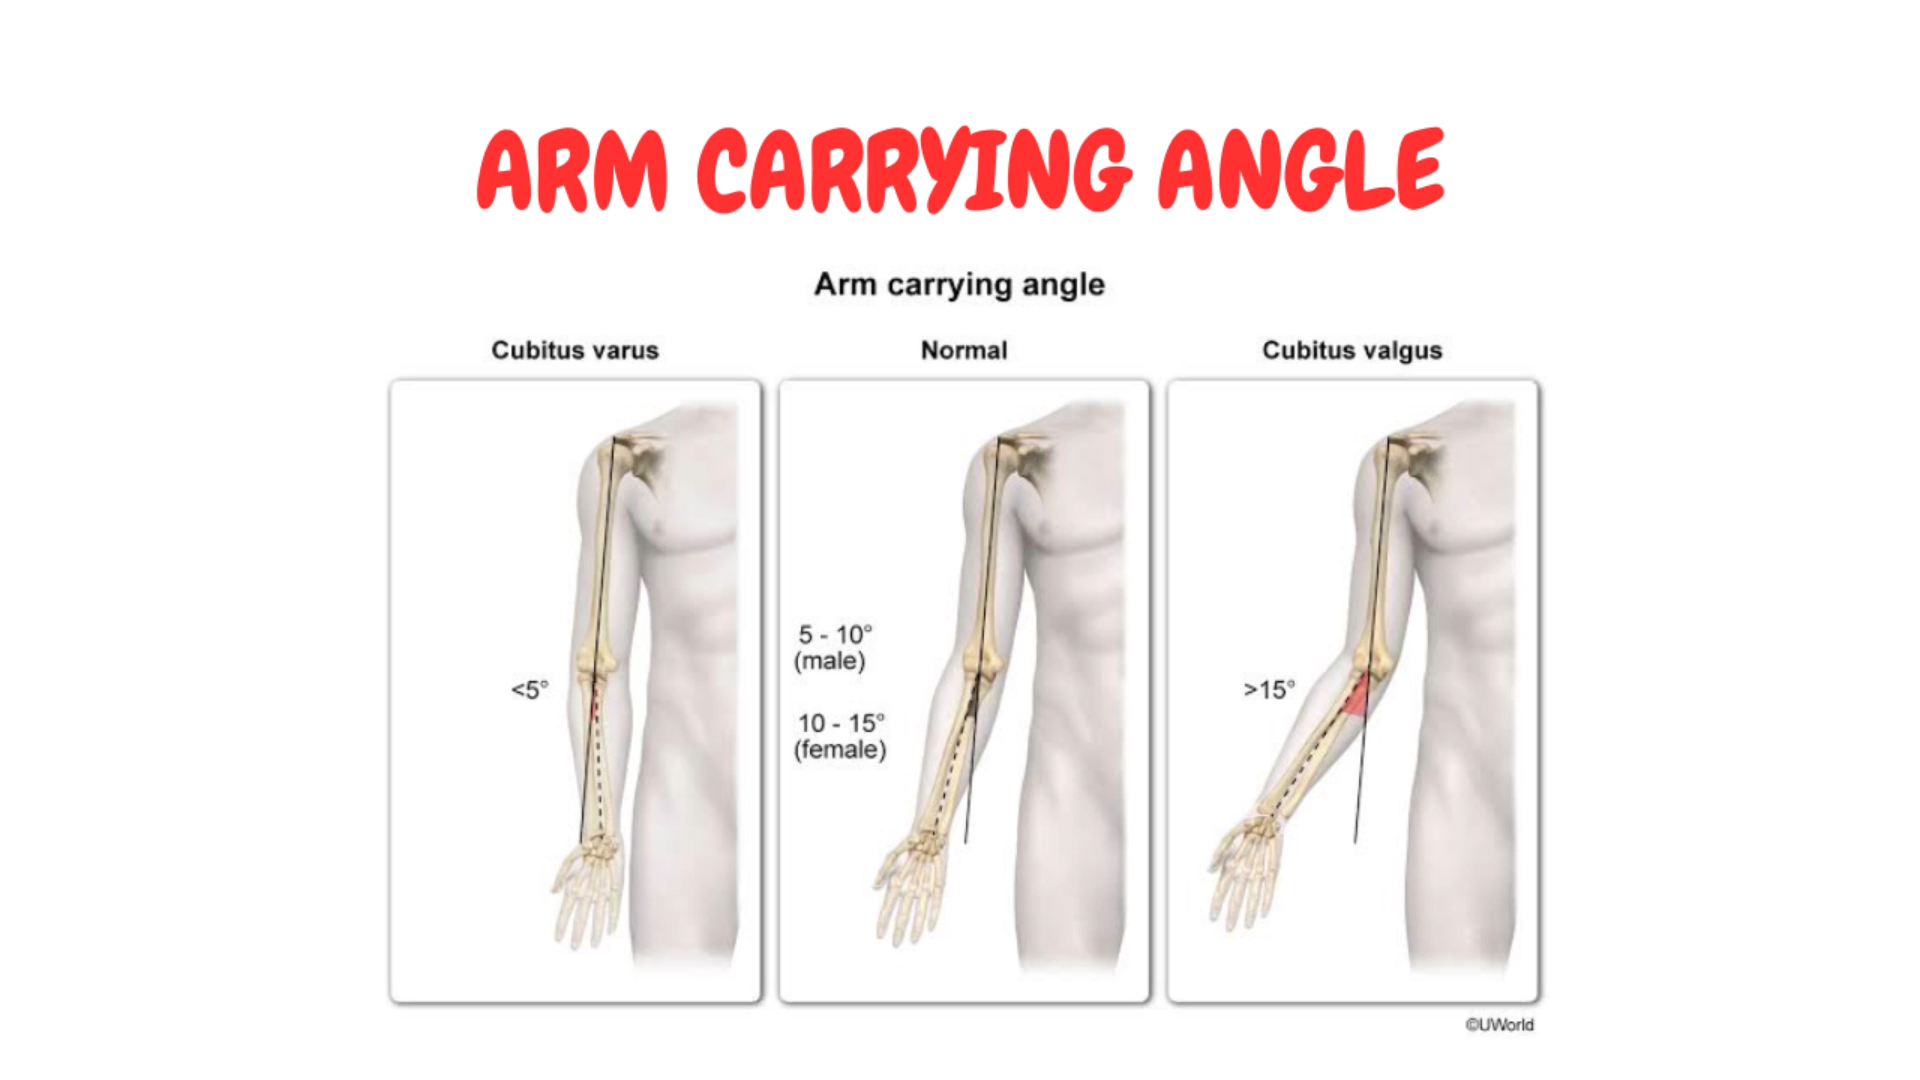 ARM CARRYING ANGLE
Arm carrying angle
Cubitus varus
Normal
Cubitus valgus
<5°
5 - 10°
(male)
10 - 15°
(female)
>15°
©UWorld